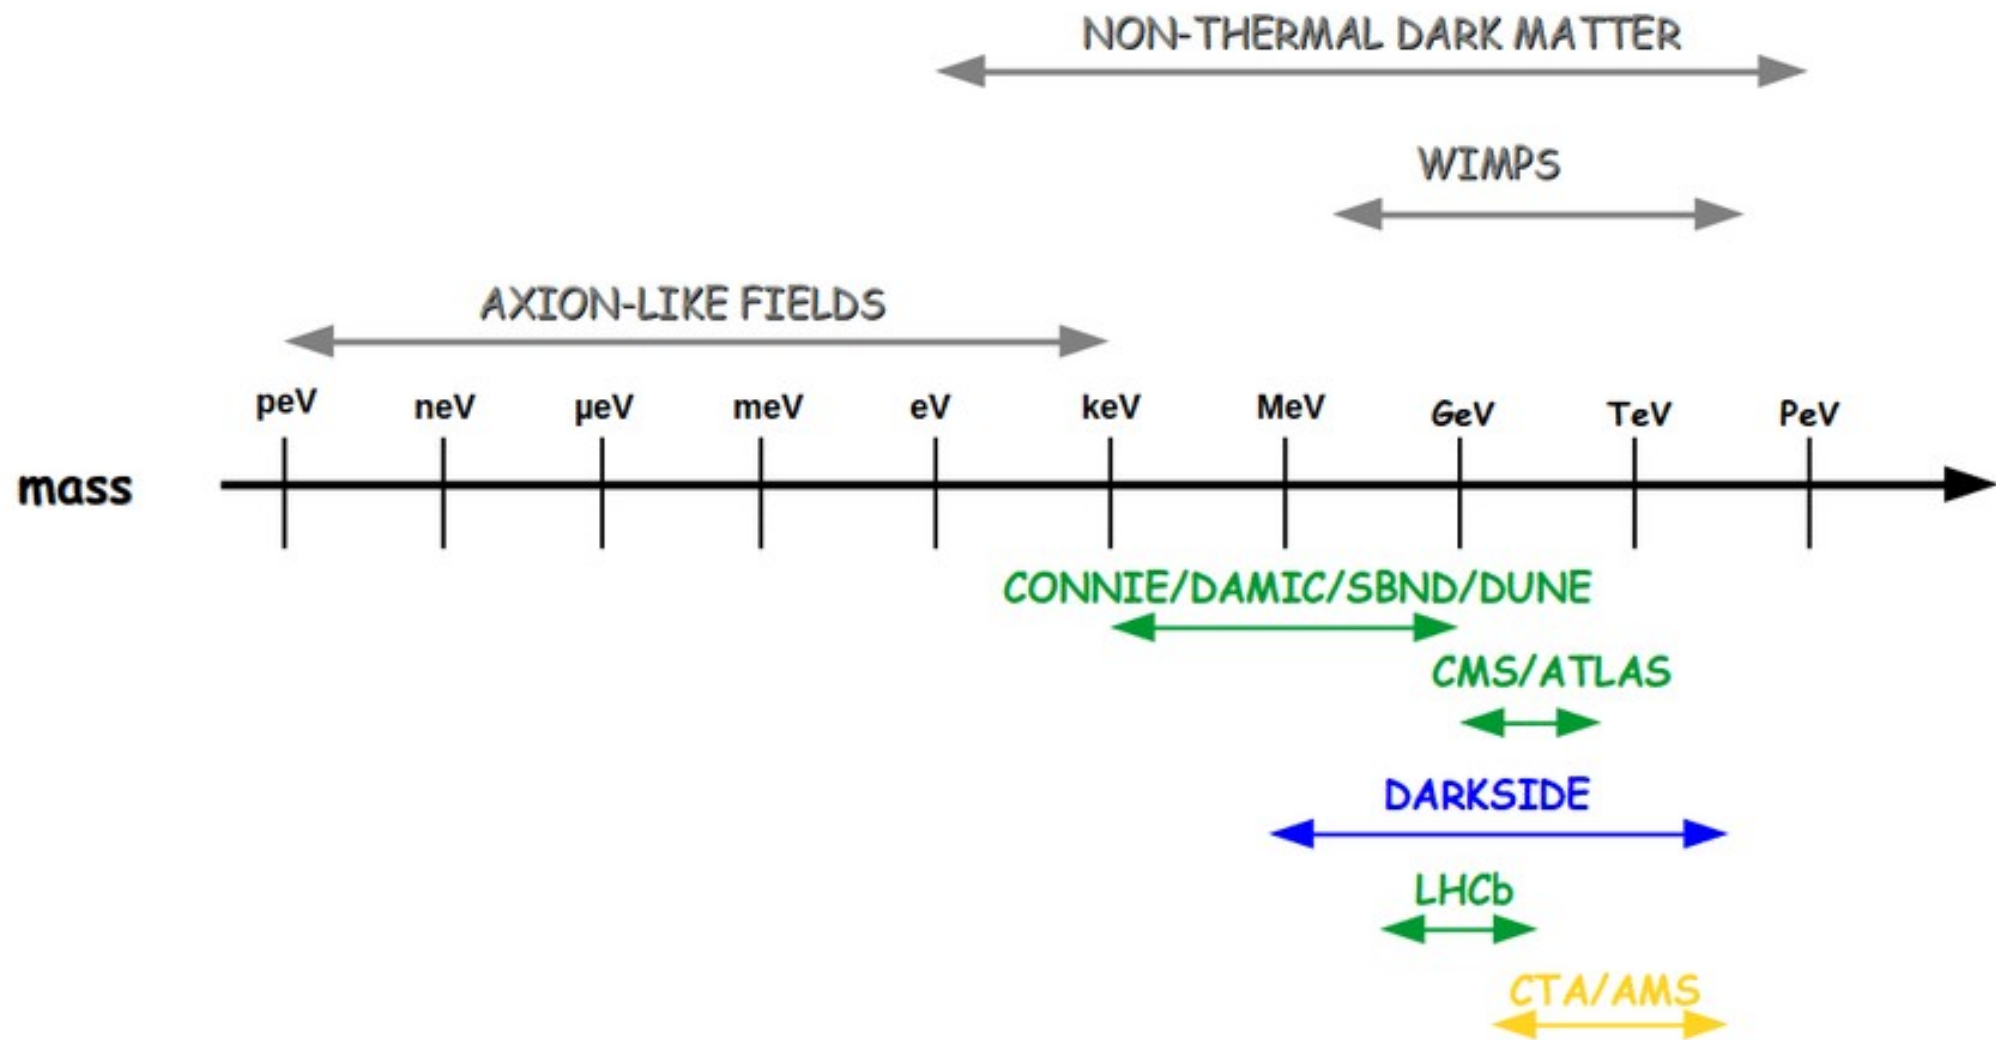 NON-THERMAL DARK MATTER
WIMPS
AXION-LIKE FIELDS
peV neV µeV meV eV keV MeV GeV TeV PeV
mass
CONNIE/DAMIC/SBND/DUNE
CMS/ATLAS
DARKSIDE
LHCb
CTA/AMS